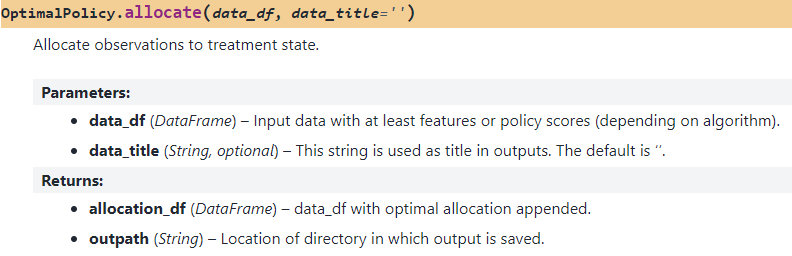 OptimalPolicy.allocate(data_df, data_title='')
Allocate observations to treatment state.
Parameters:
• data_df (DataFrame) – Input data with at least features or policy scores (depending on algorithm).
• data_title (String, optional) – This string is used as title in outputs. The default is ‘’.
Returns:
• allocation_df (DataFrame) – data_df with optimal allocation appended.
• outpath (String) – Location of directory in which output is saved.